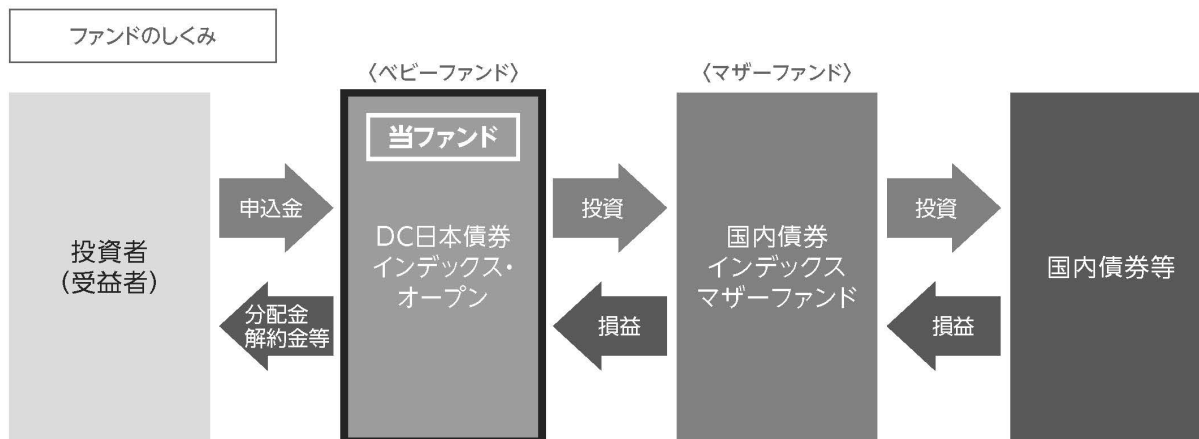 ファンドのしくみ
〈ベビーファンド〉
〈マザーファンド〉
投資者
(受益者)
申込金
分配金
解約金等
当ファンド
DC日本債券
インデックス・
オープン
投資
損益
国内債券
インデックス
マザーファンド
投資
損益
国内債券等